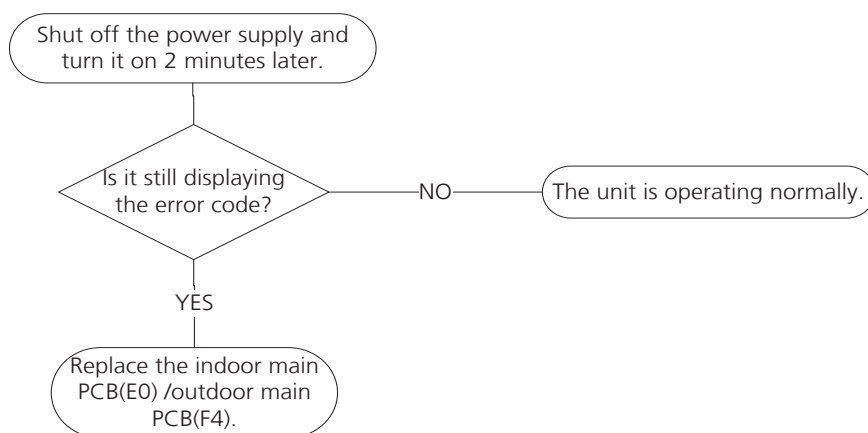 Shut off the power supply and
turn it on 2 minutes later.
Is it still displaying
the error code?
NO
The unit is operating normally.
YES
Replace the indoor main
PCB(E0) /outdoor main
PCB(F4).